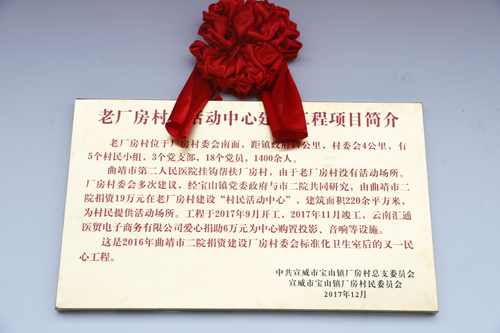 老厂房村 活动中心建 工程项目简介
老厂房村位于厂房村委会南面，距镇政府17公里，村委会4公里，有
5个村民小组，3个党支部，18个党员，1400余人。
曲靖市第二人民医院挂钩帮扶厂房村，由于老厂房没有活动场所。
厂房村委多次建议，经宝山镇党委政府与市二院共同研究，由曲靖市二
院捐资19万元在老厂房村建设“村民活动中心”，建筑面积220余平方米，
为村民提供活动场所。工程于2017年9月开工，2017年11月竣工，云南汇通
医贸电子商务有限公司爱心捐助6万元为中心购置投影、音响等设施。
这是2016年曲靖市二院捐资建设厂房村委会标准化卫生室后的又一民
心工程。
中共宣威市宝山镇厂房村总支委员会
宣威市宝山镇厂房村民委员会
2017年12月